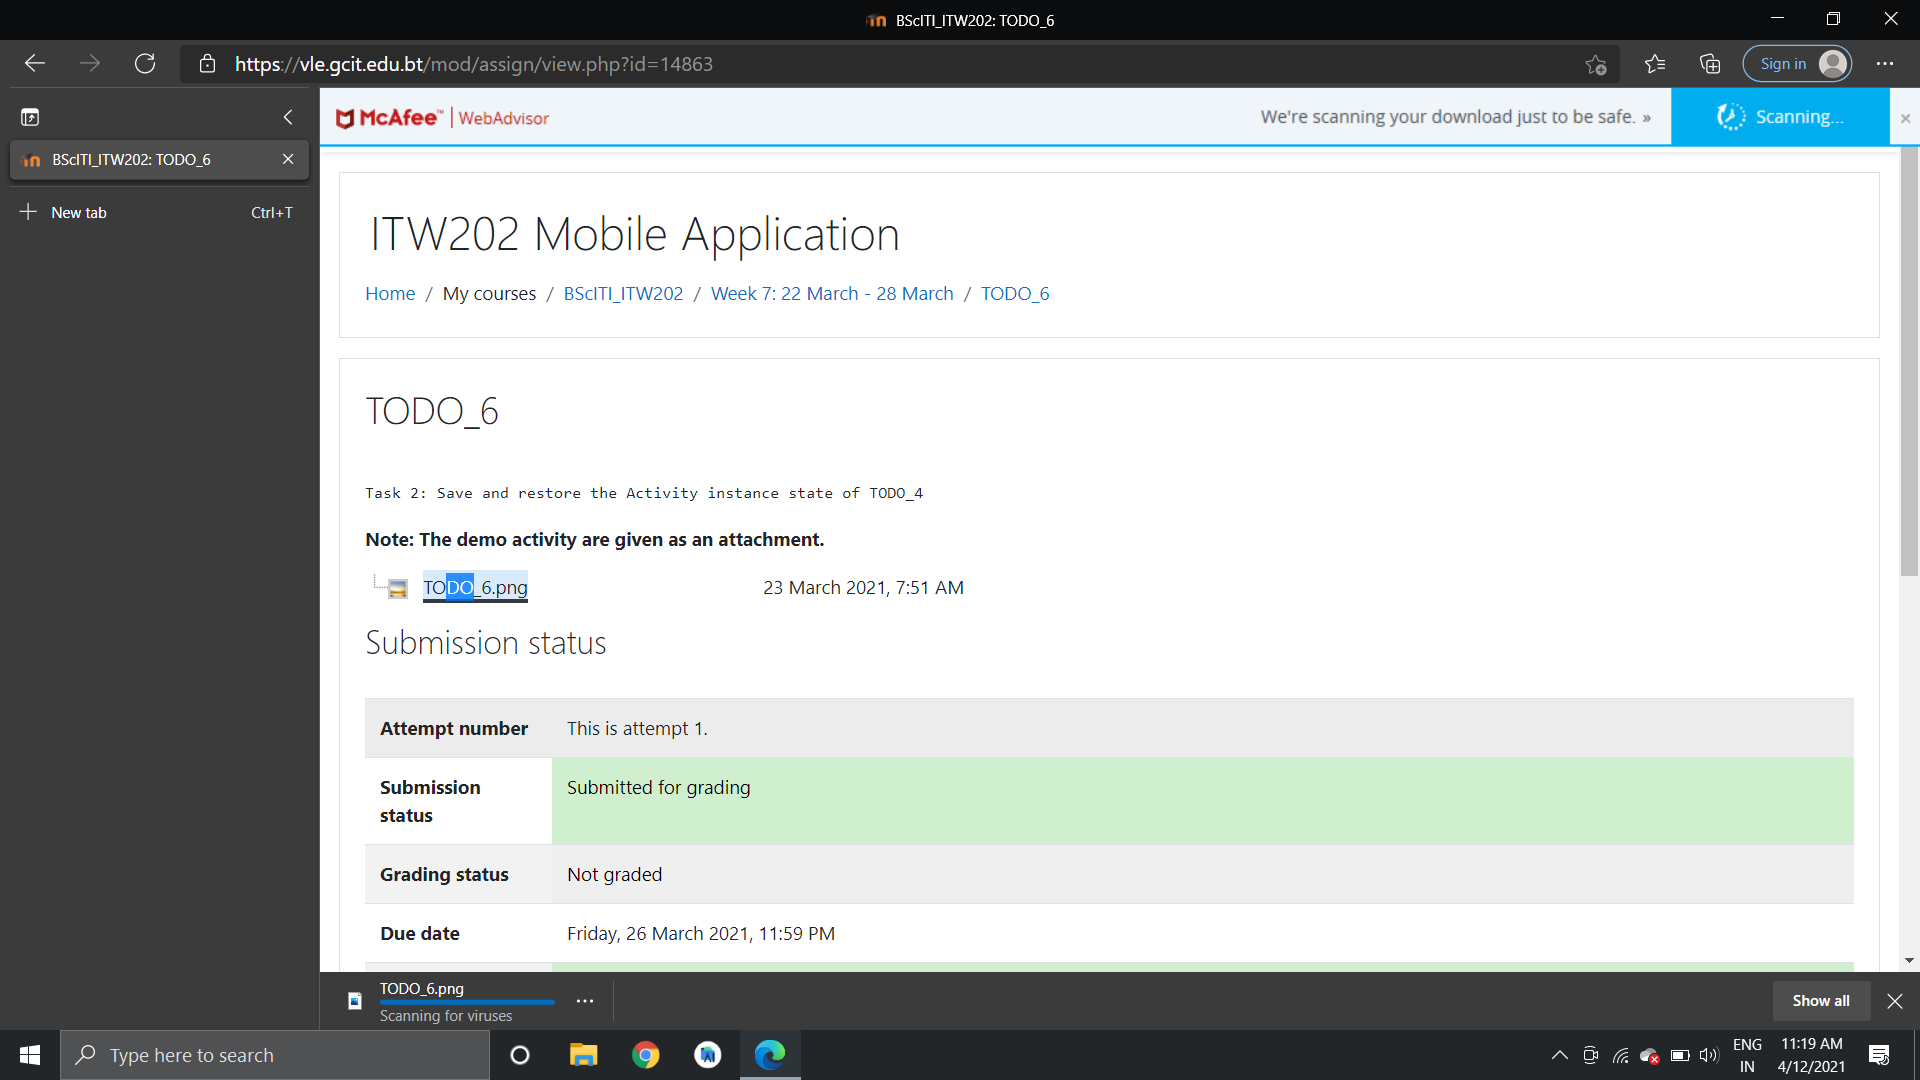 BScITI_ITW202: TODO_6
https://vle.gcit.edu.bt/mod/assign/view.php?id=14863
Sign in
McAfee™ | WebAdvisor
We're scanning your download just to be safe. »
Scanning...
BScITI_ITW202: TODO_6
New tab
Ctrl+T
ITW202 Mobile Application
Home / My courses / BScITI_ITW202 / Week 7: 22 March - 28 March / TODO_6
TODO_6
Task 2: Save and restore the Activity instance state of TODO_4
Note: The demo activity are given as an attachment.
TODO_6.png
23 March 2021, 7:51 AM
Submission status
Attempt number
This is attempt 1.
Submission
status
Submitted for grading
Grading status
Not graded
Due date
Friday, 26 March 2021, 11:59 PM
TODO_6.png
Scanning for viruses
Show all
Type here to search
ENG
IN
11:19 AM
4/12/2021